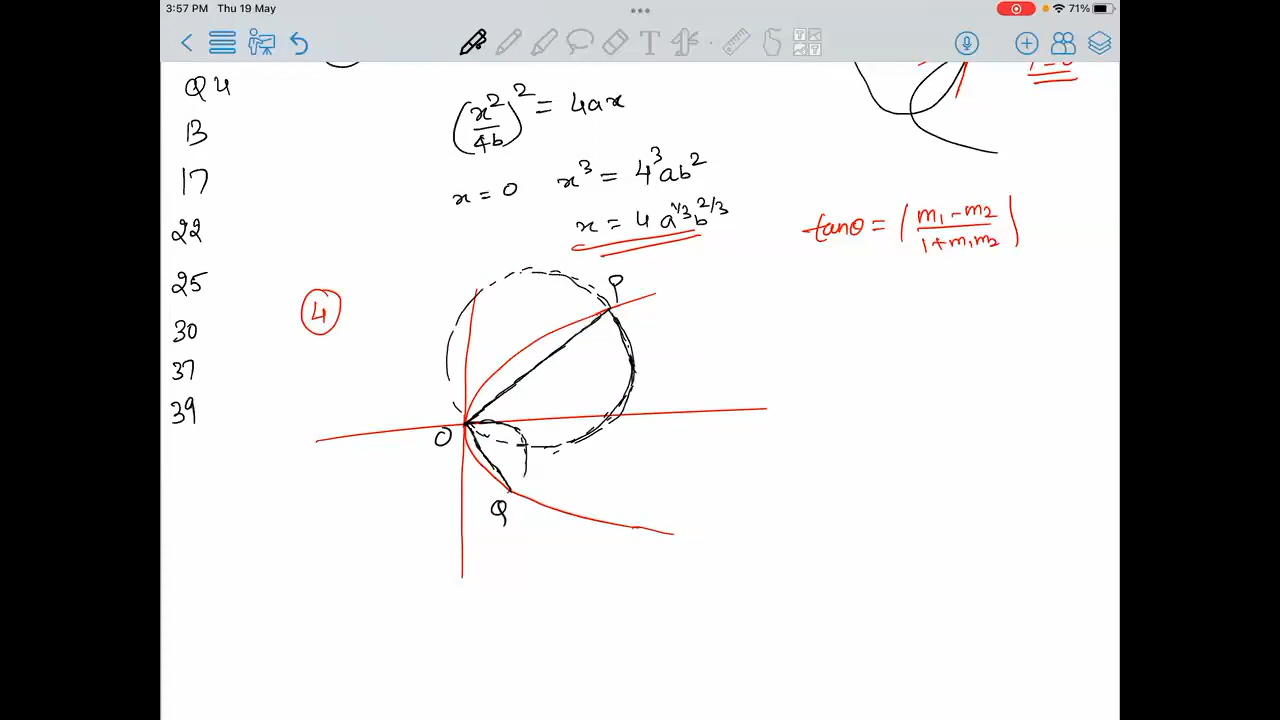 3:57 PM Thu 19 May
71%
T
Q4
13
17
22
25
30
37
39
(x²/4b)² = 4ax
x = 0 x³ = 4³ab²
x = 4 a^1/3 b^2/3
tanθ = | m₁ - m₂ / 1 + m₁m₂ |
4
P
O
Q